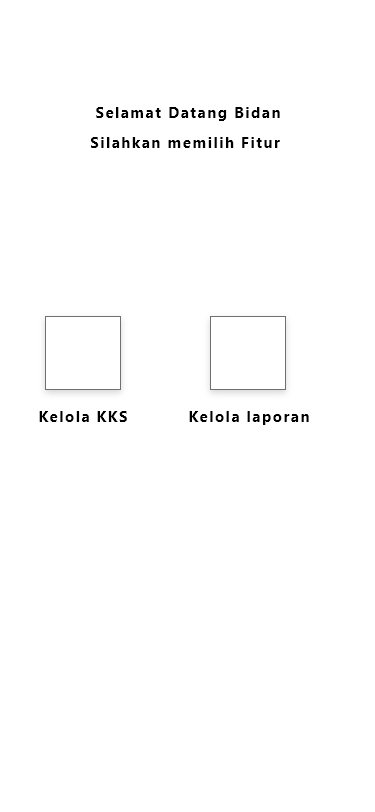 Selamat Datang Bidan
Silahkan memilih Fitur
Kelola KKS
Kelola laporan